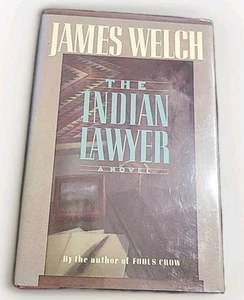 JAMES WELCH
THE
INDIAN
LAWYER
A NOVEL
By the author of FOOLS CROW